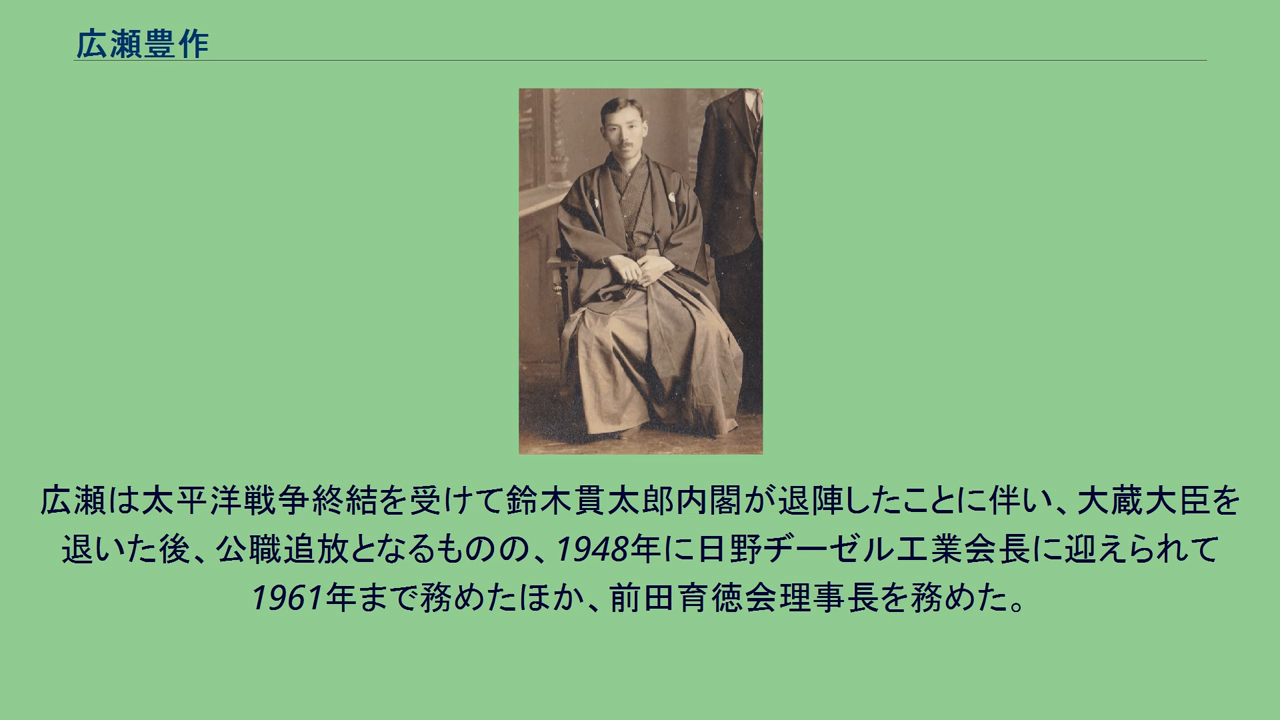 広瀬豊作
広瀬は太平洋戦争終結を受けて鈴木貫太郎内閣が退陣したことに伴い、大蔵大臣を
退いた後、公職追放となるものの、1948年に日野ヂーゼル工業会長に迎えられて
1961年まで務めたほか、前田育徳会理事長を務めた。